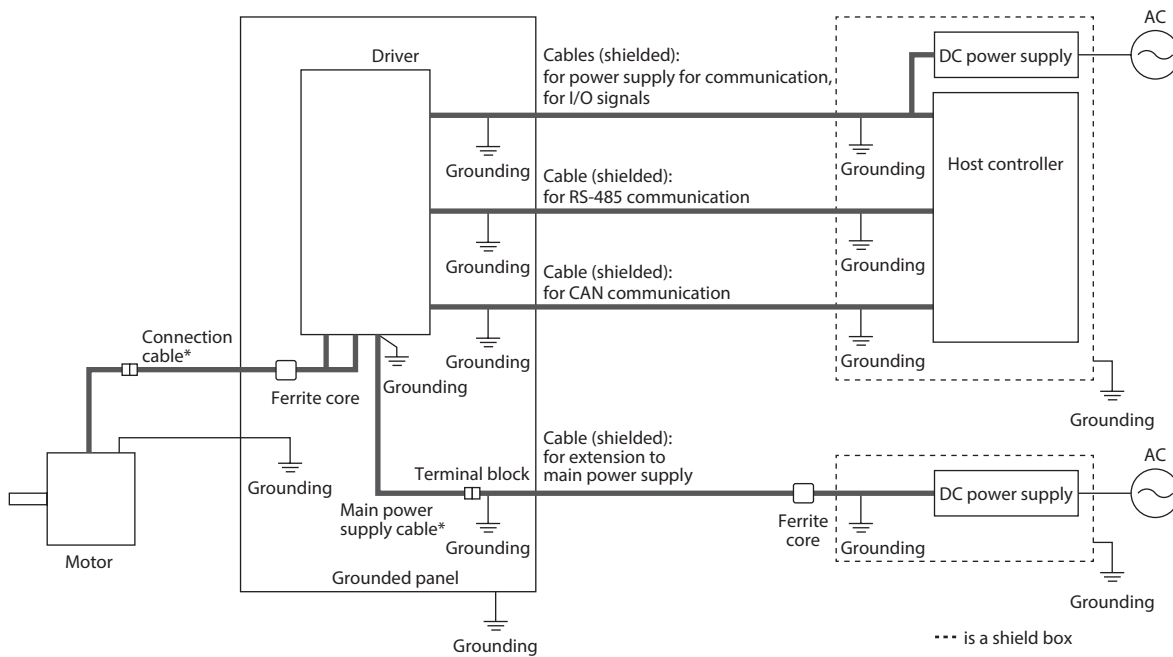 AC
Driver
Cables (shielded):
for power supply for communication,
for I/O signals
DC power supply
Grounding
Grounding
Host controller
Cable (shielded):
for RS-485 communication
Grounding
Grounding
Cable (shielded):
for CAN communication
Connection
cable*
Grounding
Grounding
Grounding
Ferrite core
Grounding
Cable (shielded):
for extension to
main power supply
AC
Terminal block
Grounding
DC power supply
Main power
supply cable*
Ferrite
core
Grounding
Grounding
Motor
Grounded panel
Grounding
Grounding
is a shield box